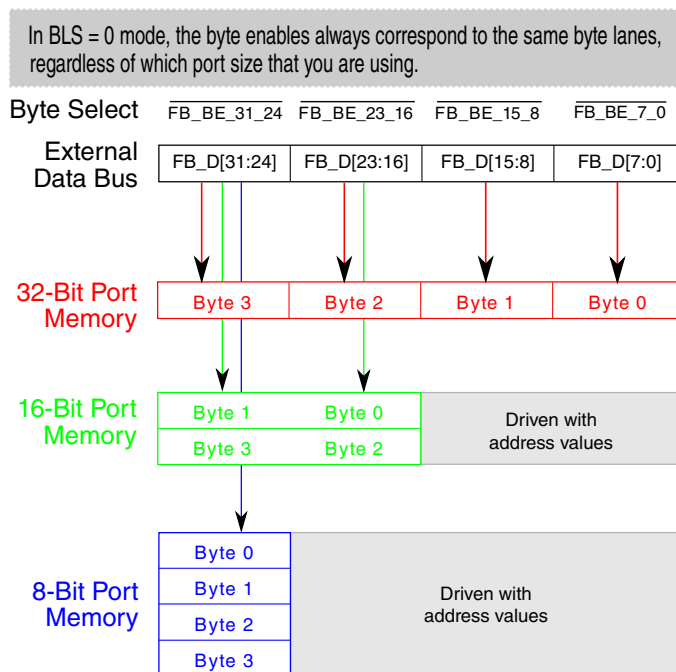 In BLS = 0 mode, the byte enables always correspond to the same byte lanes,
regardless of which port size that you are using.
Byte Select FB_BE_31_24 FB_BE_23_16 FB_BE_15_8 FB_BE_7_0
External
Data Bus
FB_D[31:24] FB_D[23:16] FB_D[15:8] FB_D[7:0]
32-Bit Port
Memory
Byte 3 Byte 2 Byte 1 Byte 0
16-Bit Port
Memory
Byte 1 Byte 0
Byte 3 Byte 2
Driven with
address values
8-Bit Port
Memory
Byte 0
Byte 1
Byte 2
Byte 3
Driven with
address values